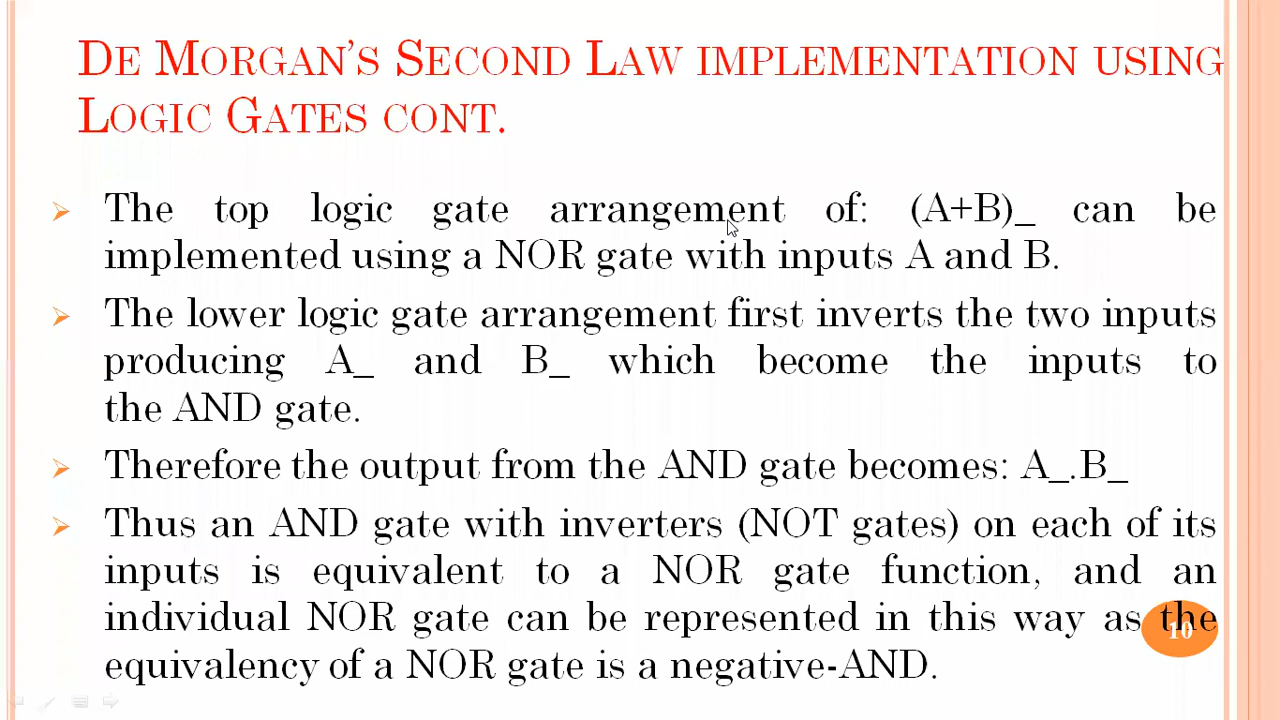 DE MORGAN'S SECOND LAW IMPLEMENTATION USING
LOGIC GATES CONT.
The top logic gate arrangement of: (A+B)_ can be
implemented using a NOR gate with inputs A and B.
The lower logic gate arrangement first inverts the two inputs
producing A_ and B_ which become the inputs to
the AND gate.
Therefore the output from the AND gate becomes: A_.B_
Thus an AND gate with inverters (NOT gates) on each of its
inputs is equivalent to a NOR gate function, and an
individual NOR gate can be represented in this way as the
equivalency of a NOR gate is a negative-AND.
10